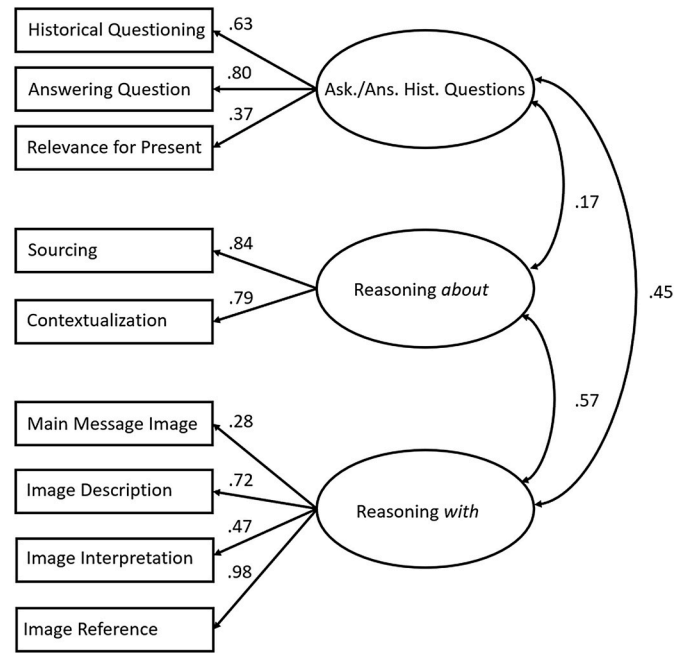 Historical Questioning
.63
Answering Question
.80
Relevance for Present
.37
Ask./Ans. Hist. Questions
.17
Sourcing
.84
Contextualization
.79
Reasoning about
.45
.57
Main Message Image
.28
Image Description
.72
Image Interpretation
.47
Image Reference
.98
Reasoning with